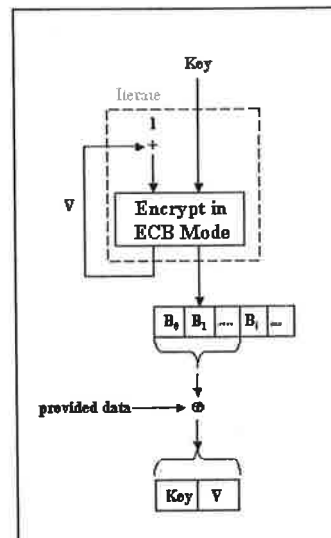 Key
Iterate
1
+
V
Encrypt in
ECB Mode
B0 B1 .... Bi ...
provided data
⊕
Key V